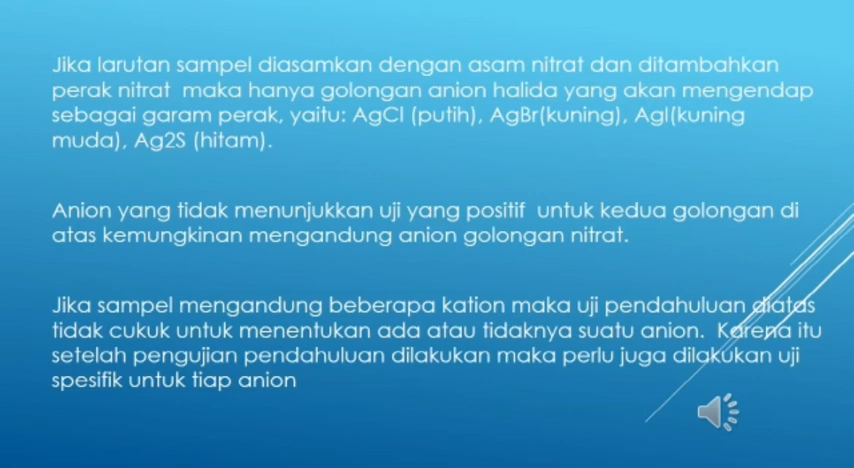 Jika larutan sampel diasamkan dengan asam nitrat dan ditambahkan
perak nitrat maka hanya golongan anion halida yang akan mengendap
sebagai garam perak, yaitu: AgCl (putih), AgBr(kuning), AgI(kuning
muda), Ag2S (hitam).
Anion yang tidak menunjukkan uji yang positif untuk kedua golongan di
atas kemungkinan mengandung anion golongan nitrat.
Jika sampel mengandung beberapa kation maka uji pendahuluan diatas
tidak cukuk untuk menentukan ada atau tidaknya suatu anion. Karena itu
setelah pengujian pendahuluan dilakukan maka perlu juga dilakukan uji
spesifik untuk tiap anion